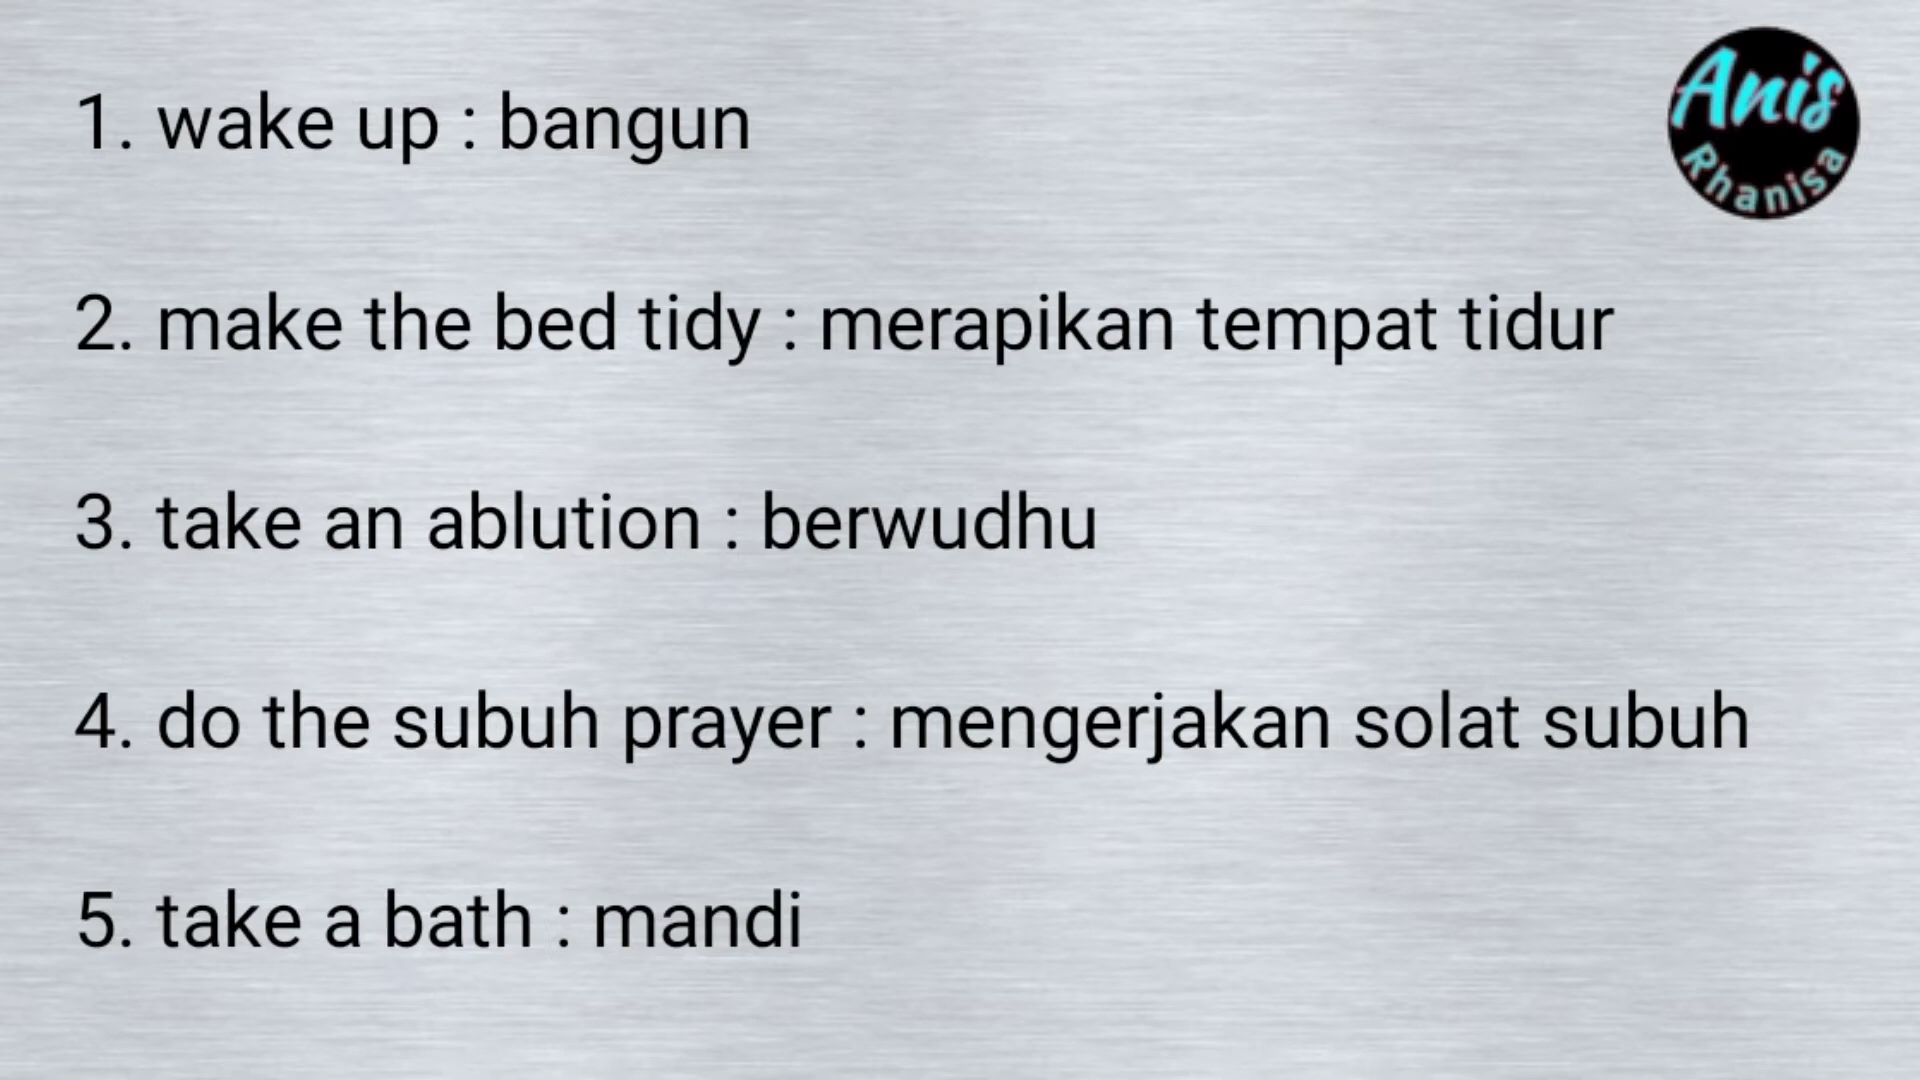 1. wake up : bangun
Anis
Rhanisa
2. make the bed tidy : merapikan tempat tidur
3. take an ablution : berwudhu
4. do the subuh prayer : mengerjakan solat subuh
5. take a bath : mandi